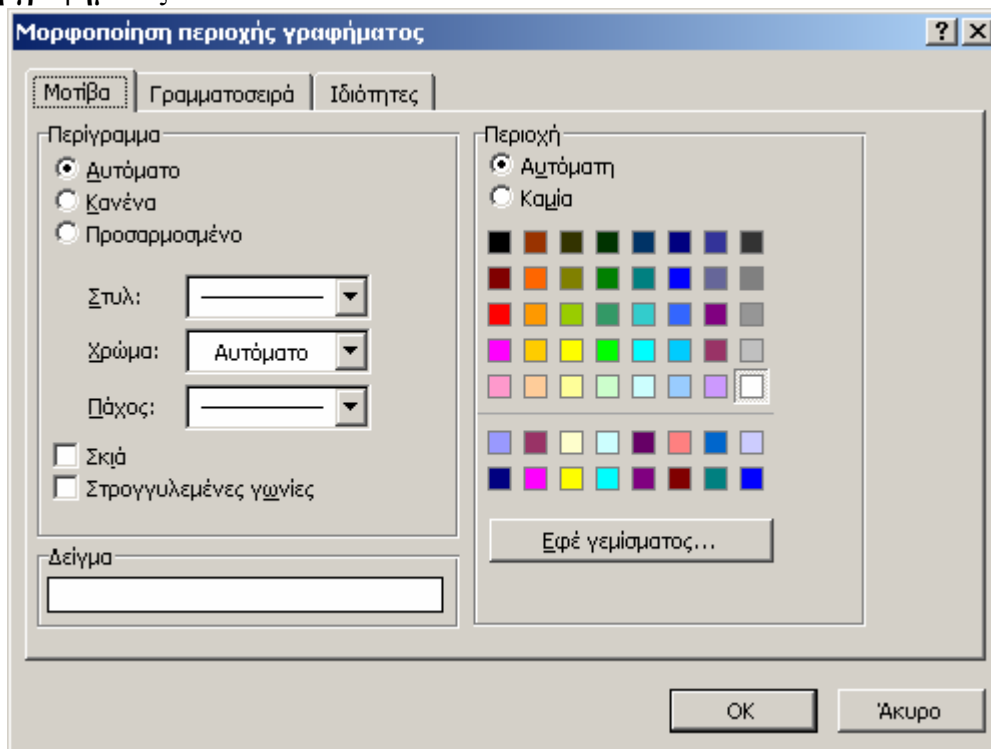 Μορφοποίηση περιοχής γραφήματος
Μοτίβα Γραμματοσειρά Ιδιότητες
Περίγραμμα
Αυτόματο
Κανένα
Προσαρμοσμένο
Στυλ:
Χρώμα: Αυτόματο
Πάχος:
Σκιά
Στρογγυλεμένες γωνίες
Δείγμα
Περιοχή
Αυτόματη
Καμία
Εφέ γεμίσματος...
OK Άκυρο